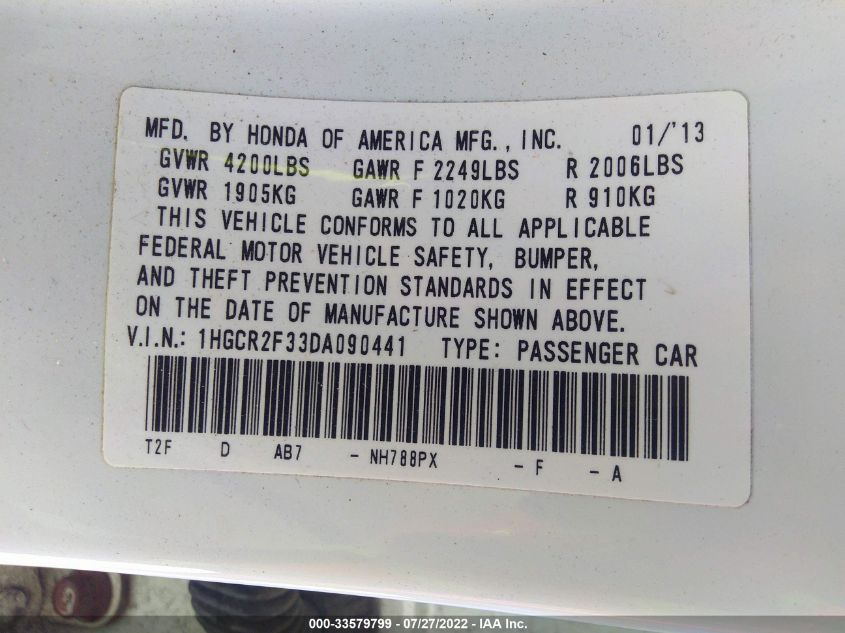 MFD. BY HONDA OF AMERICA MFG., INC. 01/'13
GVWR 4200LBS GAWR F 2249LBS R 2006LBS
GVWR 1905KG GAWR F 1020KG R 910KG
THIS VEHICLE CONFORMS TO ALL APPLICABLE
FEDERAL MOTOR VEHICLE SAFETY, BUMPER,
AND THEFT PREVENTION STANDARDS IN EFFECT
ON THE DATE OF MANUFACTURE SHOWN ABOVE.
V.I.N.: 1HGCR2F33DA090441 TYPE: PASSENGER CAR
T2F D AB7 - NH788PX - F - A
000-33579799 - 07/27/2022 - IAA Inc.